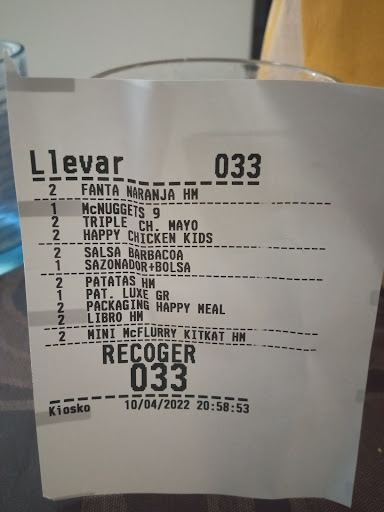 Llevar 033
2 FANTA NARANJA HM
1 McNUGGETS 9
2 TRIPLE CH. MAYO
2 HAPPY CHICKEN KIDS
2 SALSA BARBACOA
1 SAZONADOR+BOLSA
2 PATATAS HM
1 PAT. LUXE GR
2 PACKAGING HAPPY MEAL
2 LIBRO HM
2 MINI McFLURRY KITKAT HM
RECOGER
033
Kiosko 10/04/2022 20:58:53